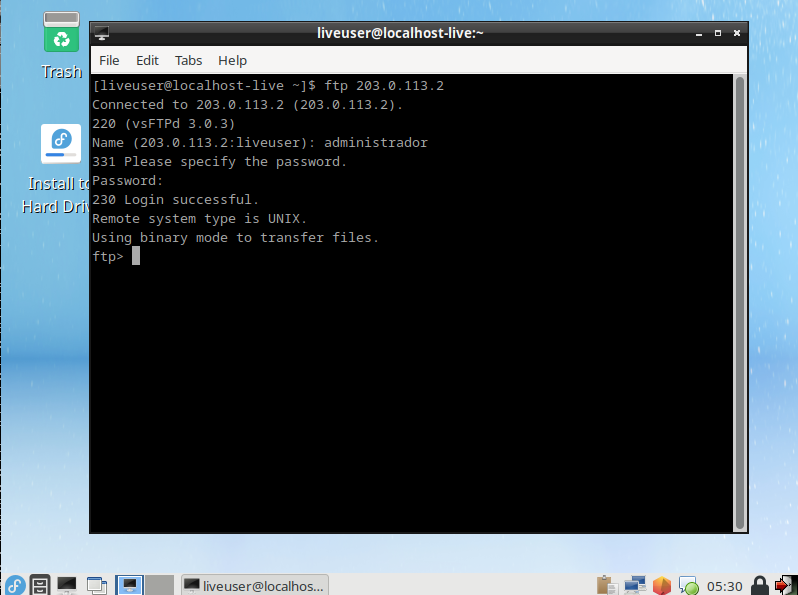 Trash
Install to
Hard Driv
liveuser@localhost-live:~
File Edit Tabs Help
[liveuser@localhost-live ~]$ ftp 203.0.113.2
Connected to 203.0.113.2 (203.0.113.2).
220 (vsFTPd 3.0.3)
Name (203.0.113.2:liveuser): administrador
331 Please specify the password.
Password:
230 Login successful.
Remote system type is UNIX.
Using binary mode to transfer files.
ftp>
liveuser@localhos...
05:30